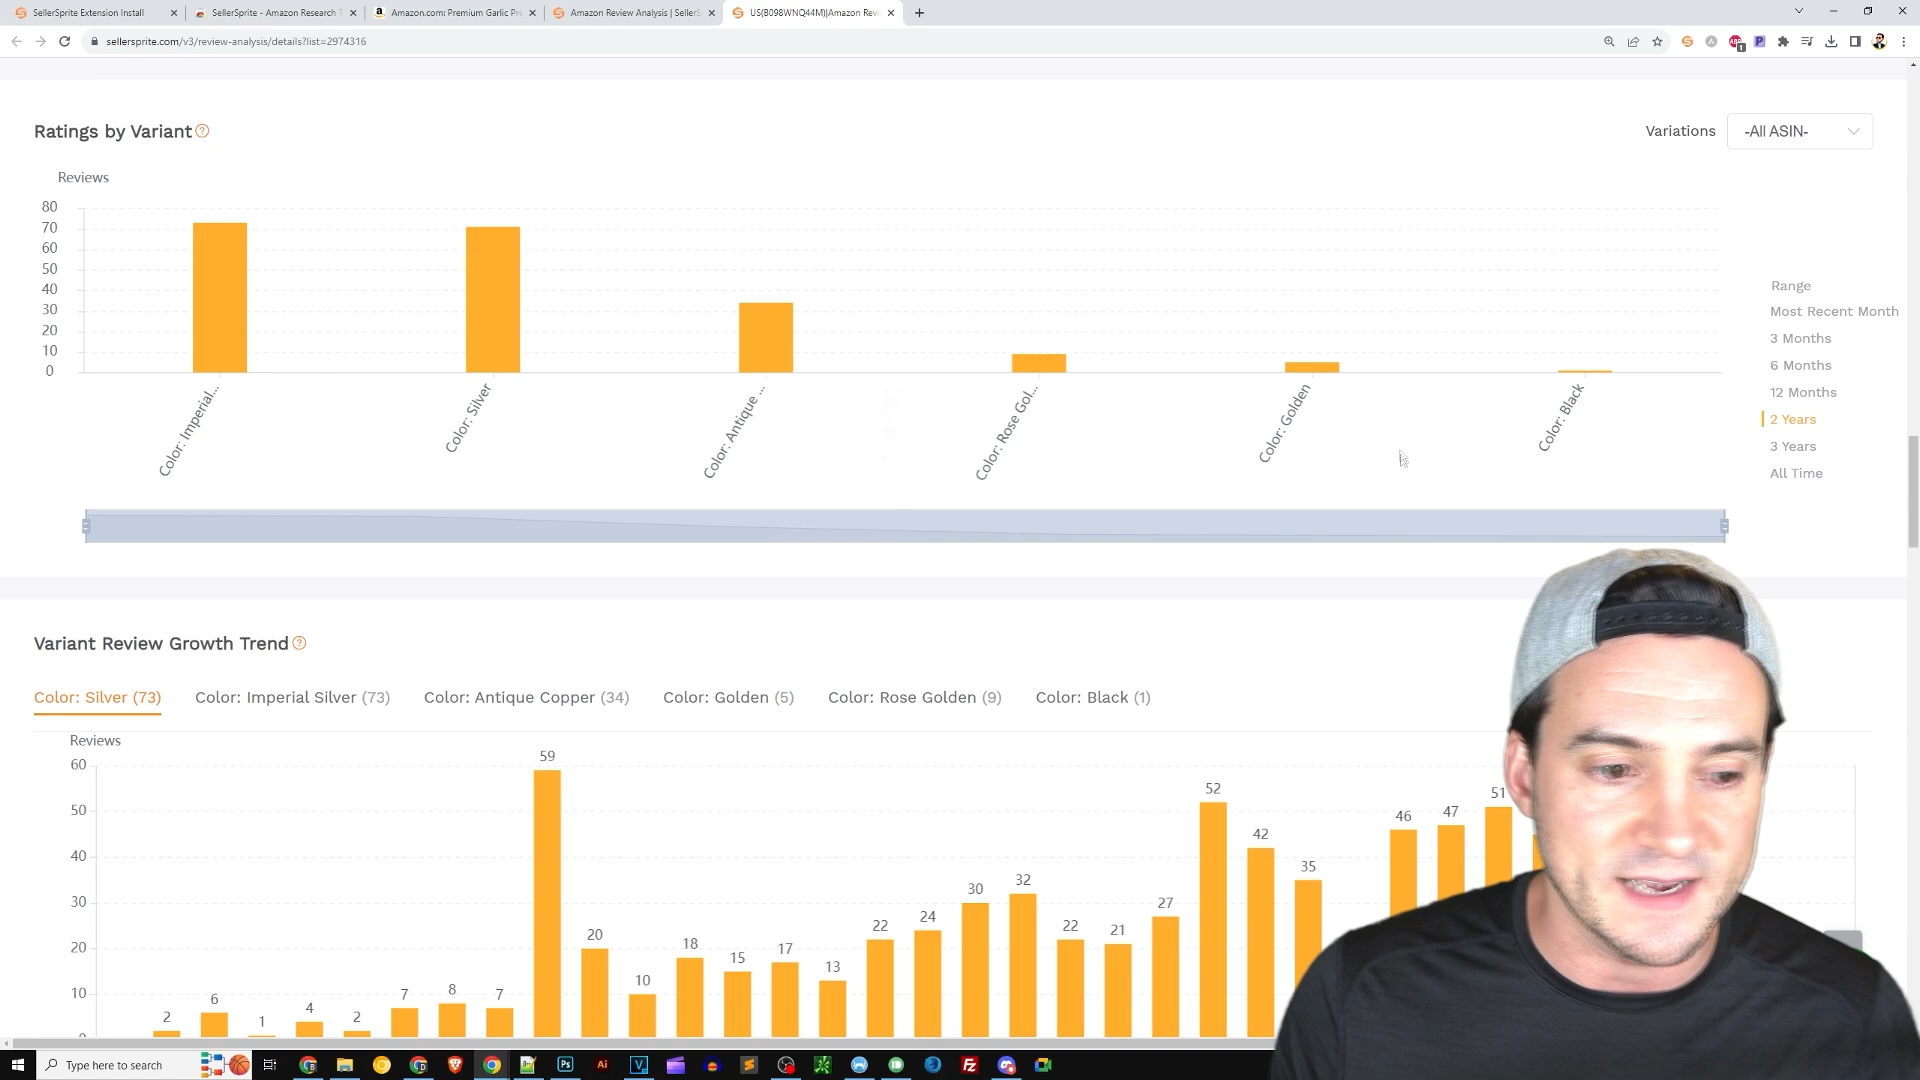 SellerSprite Extension Install
SellerSprite - Amazon Research T
Amazon.com: Premium Garlic Pre
Amazon Review Analysis | SellerS
US(B098WNQ44M)|Amazon Revi
sellersprite.com/v3/review-analysis/details?list=2974316
Ratings by Variant
Variations
-All ASIN-
Reviews
80
70
60
50
40
30
20
10
0
Color: Imperial...
Color: Silver
Color: Antique ...
Color: Rose Gol...
Color: Golden
Color: Black
Range
Most Recent Month
3 Months
6 Months
12 Months
2 Years
3 Years
All Time
Variant Review Growth Trend
Color: Silver (73)
Color: Imperial Silver (73)
Color: Antique Copper (34)
Color: Golden (5)
Color: Rose Golden (9)
Color: Black (1)
Reviews
60
50
40
30
20
10
2
6
1
4
2
7
8
7
59
20
10
18
15
17
13
22
24
30
32
22
21
27
52
42
35
46
47
51
Type here to search